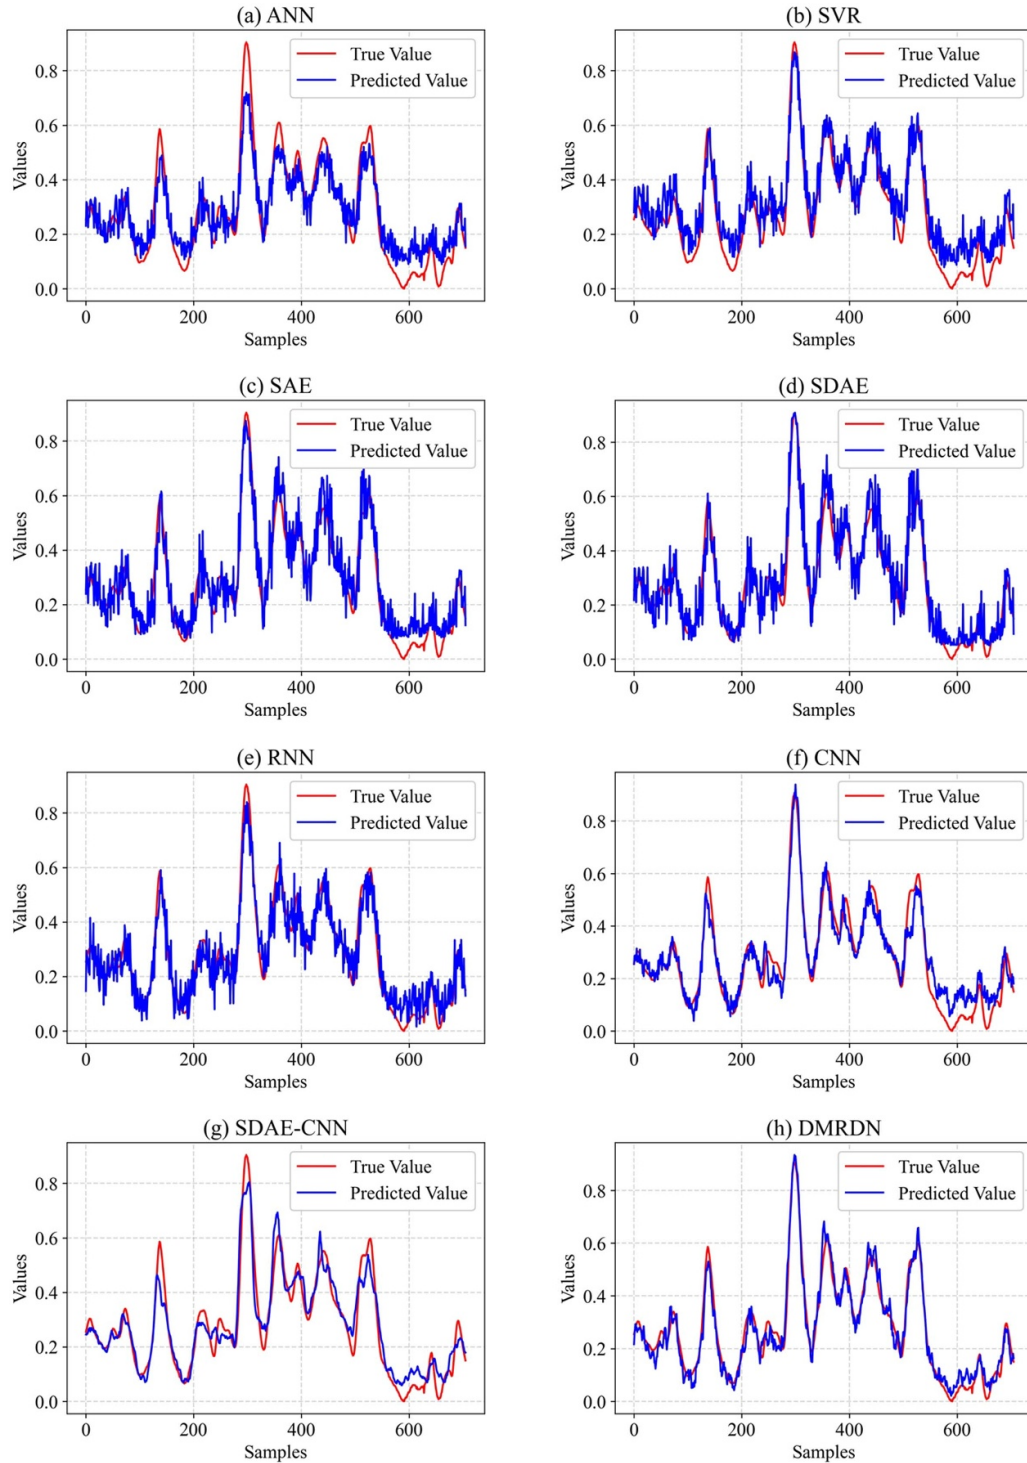 (a) ANN
True Value
Predicted Value
0.8
0.6
0.4
0.2
0.0
Values
0 200 400 600
Samples
(b) SVR
True Value
Predicted Value
0.8
0.6
0.4
0.2
0.0
Values
0 200 400 600
Samples
(c) SAE
True Value
Predicted Value
0.8
0.6
0.4
0.2
0.0
Values
0 200 400 600
Samples
(d) SDAE
True Value
Predicted Value
0.8
0.6
0.4
0.2
0.0
Values
0 200 400 600
Samples
(e) RNN
True Value
Predicted Value
0.8
0.6
0.4
0.2
0.0
Values
0 200 400 600
Samples
(f) CNN
True Value
Predicted Value
0.8
0.6
0.4
0.2
0.0
Values
0 200 400 600
Samples
(g) SDAE-CNN
True Value
Predicted Value
0.8
0.6
0.4
0.2
0.0
Values
0 200 400 600
Samples
(h) DMRDN
True Value
Predicted Value
0.8
0.6
0.4
0.2
0.0
Values
0 200 400 600
Samples